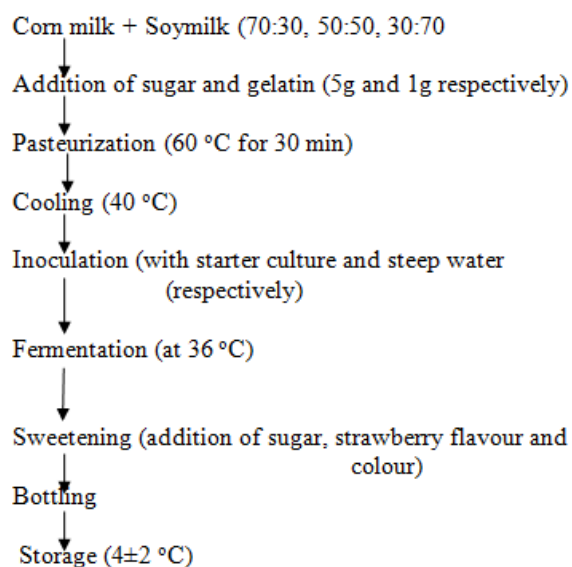 Corn milk + Soymilk (70:30, 50:50, 30:70
Addition of sugar and gelatin (5g and 1g respectively)
Pasteurization (60 °C for 30 min)
Cooling (40 °C)
Inoculation (with starter culture and steep water
(respectively)
Fermentation (at 36 °C)
Sweetening (addition of sugar, strawberry flavour and
colour)
Bottling
Storage (4±2 °C)